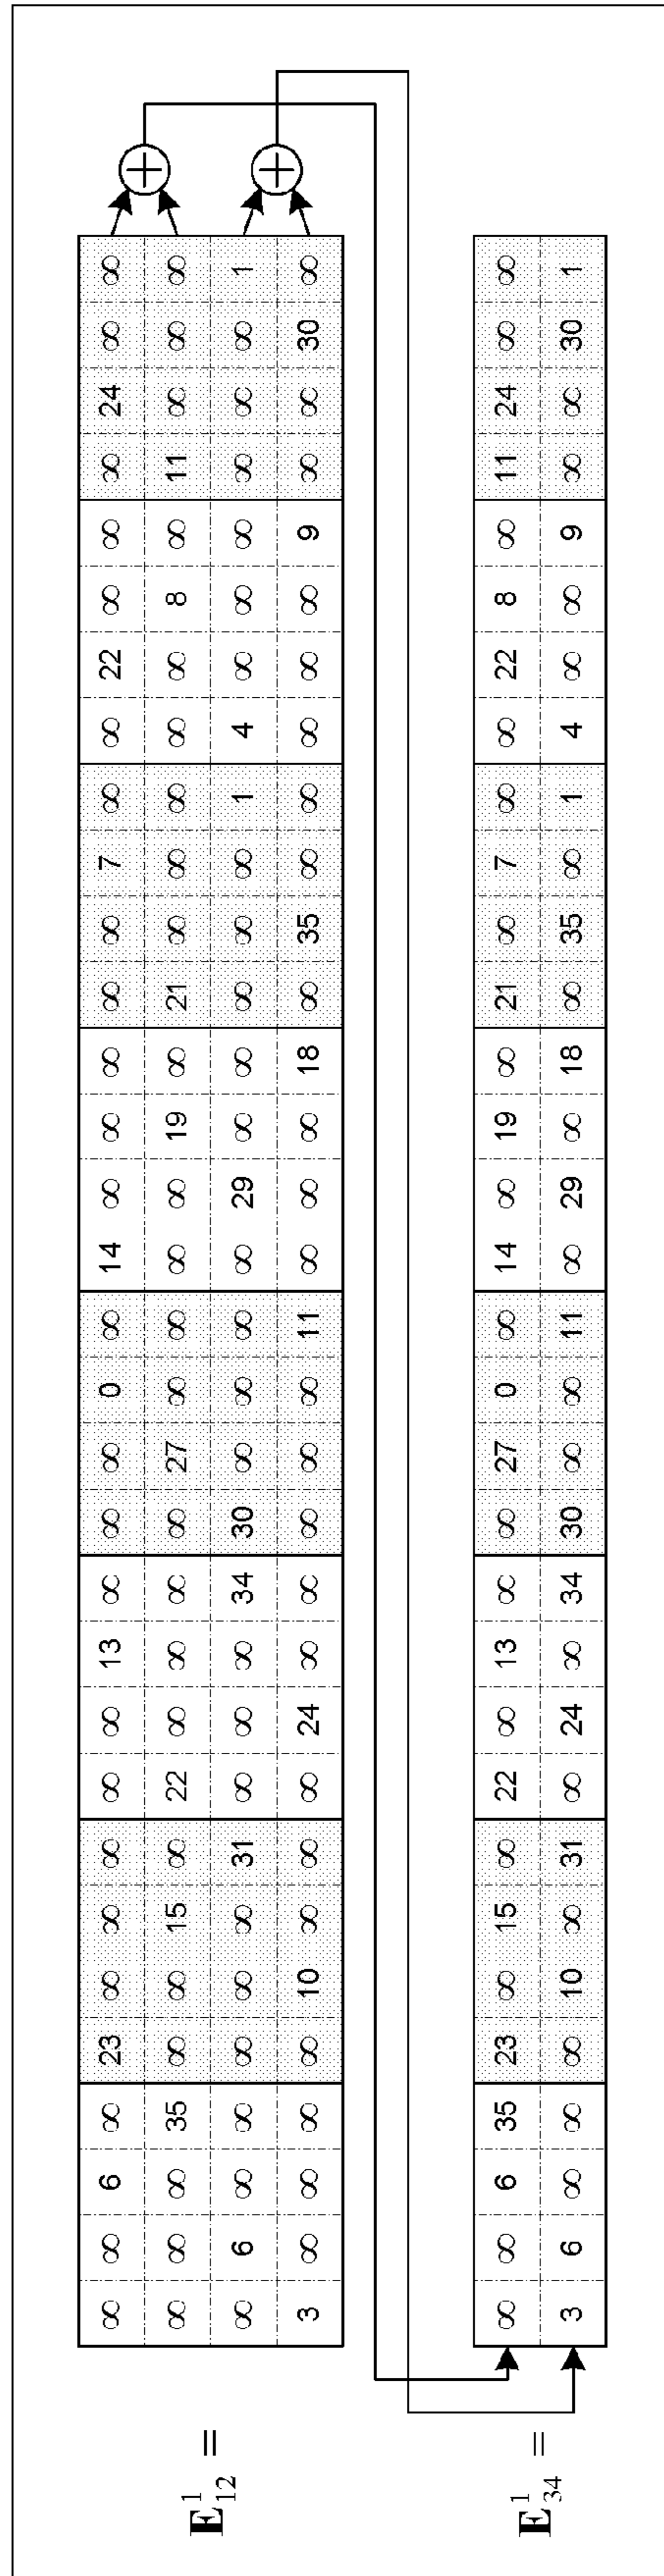 ∞ ∞ 6 ∞ 23 ∞ ∞ ∞ ∞ ∞ 13 ∞ ∞ ∞ 0 ∞ 14 ∞ ∞ ∞ ∞ ∞ 7 ∞ ∞ 22 ∞ ∞ ∞ 24 ∞ ∞
∞ ∞ ∞ 35 ∞ ∞ 15 ∞ 22 ∞ ∞ ∞ ∞ 27 ∞ ∞ ∞ ∞ 19 ∞ 21 ∞ ∞ ∞ ∞ ∞ 8 ∞ 11 ∞ ∞ ∞
E¹₁₂ =
∞ 6 ∞ ∞ ∞ ∞ ∞ 31 ∞ ∞ ∞ 34 30 ∞ ∞ ∞ ∞ 29 ∞ ∞ ∞ ∞ ∞ 1 4 ∞ ∞ ∞ ∞ ∞ ∞ 1
3 ∞ ∞ ∞ ∞ 10 ∞ ∞ ∞ 24 ∞ ∞ ∞ ∞ ∞ 11 ∞ ∞ ∞ 18 ∞ 35 ∞ ∞ ∞ ∞ ∞ 9 ∞ ∞ 30 ∞
∞ ∞ 6 35 23 ∞ 15 ∞ 22 ∞ 13 ∞ ∞ 27 0 ∞ 14 ∞ 19 ∞ 21 ∞ 7 ∞ ∞ 22 8 ∞ 11 24 ∞ ∞
E¹₃₄ =
3 6 ∞ ∞ ∞ 10 ∞ 31 ∞ 24 ∞ 34 30 ∞ ∞ 11 ∞ 29 ∞ 18 ∞ 35 ∞ 1 4 ∞ ∞ 9 ∞ ∞ 30 1